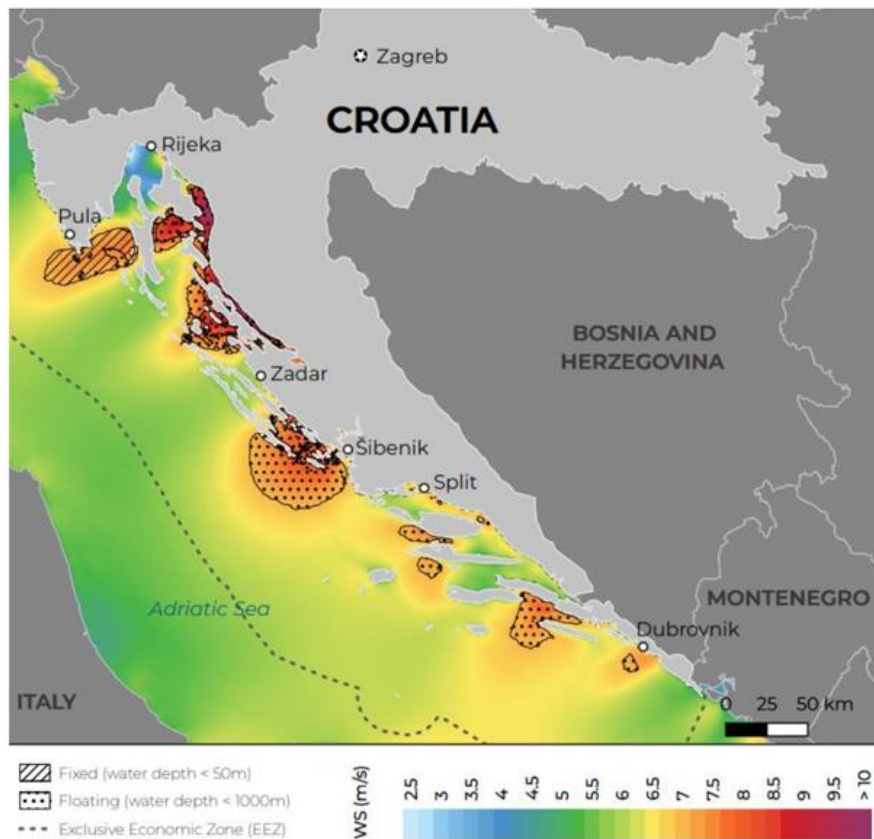 Zagreb
CROATIA
Rijeka
Pula
BOSNIA AND
HERZEGOVINA
Zadar
Šibenik
Split
Adriatic Sea
MONTENEGRO
Dubrovnik
ITALY
0 25 50 km
Fixed (water depth < 50m)
Floating (water depth < 1000m)
Exclusive Economic Zone (EEZ)
WS (m/s)
2.5 3 3.5 4 4.5 5 5.5 6 6.5 7 7.5 8 8.5 9 9.5 > 10